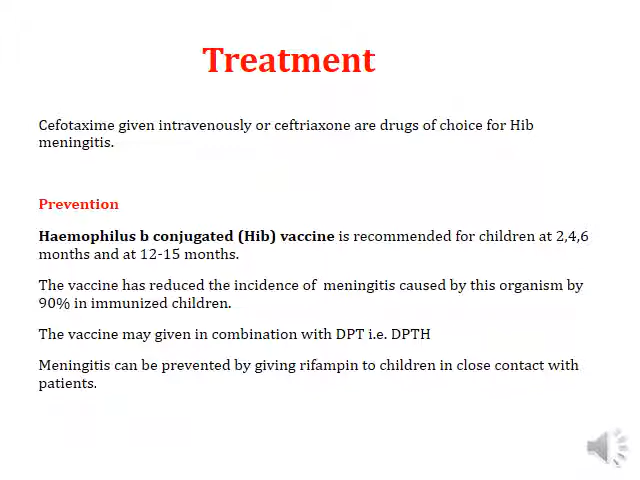 Treatment
Cefotaxime given intravenously or ceftriaxone are drugs of choice for Hib
meningitis.
Prevention
Haemophilus b conjugated (Hib) vaccine is recommended for children at 2,4,6
months and at 12-15 months.
The vaccine has reduced the incidence of meningitis caused by this organism by
90% in immunized children.
The vaccine may given in combination with DPT i.e. DPTH
Meningitis can be prevented by giving rifampin to children in close contact with
patients.